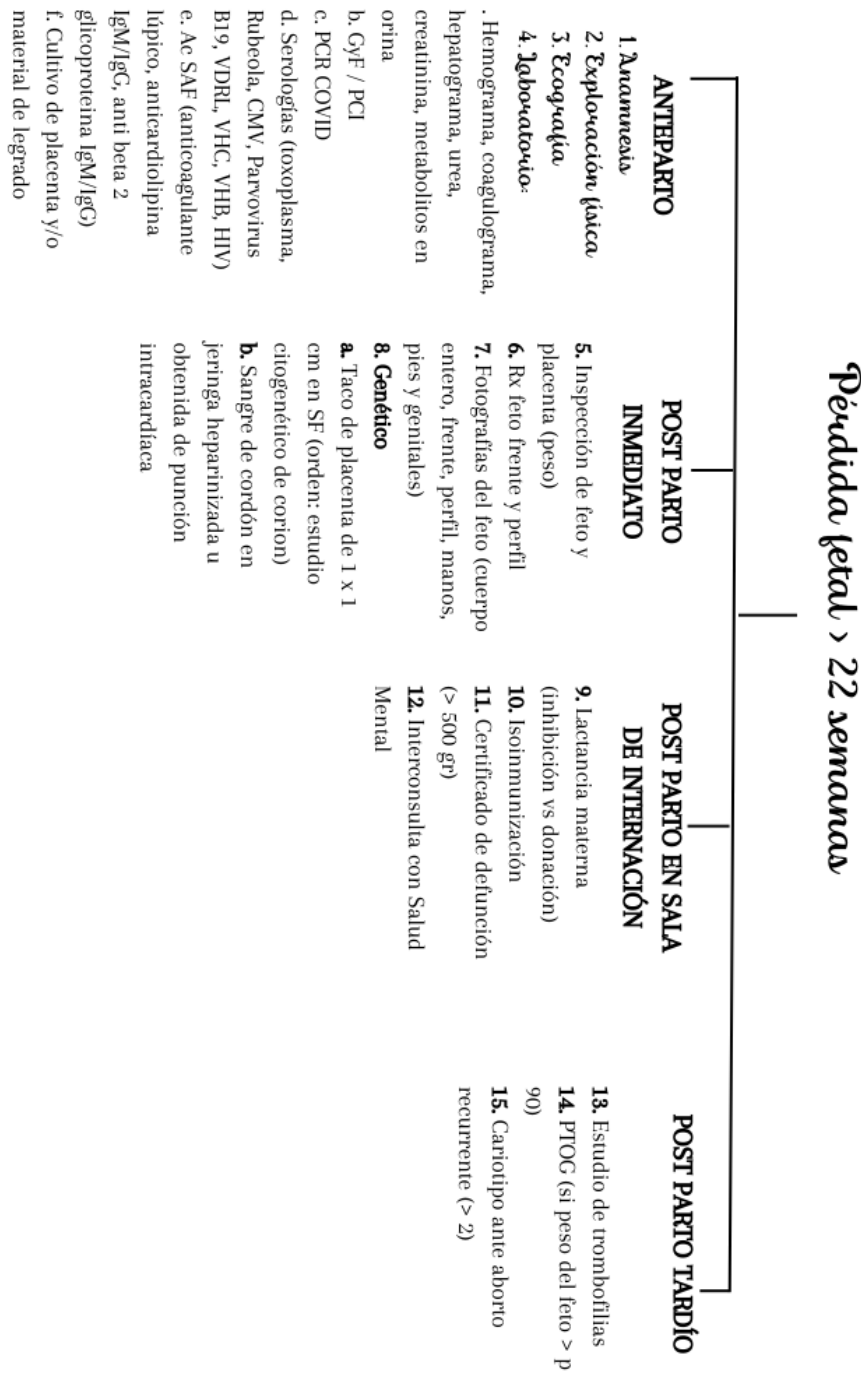 Pérdida fetal > 22 semanas
ANTEPARTO
1. Anamnesis
2. Exploración física
3. Ecografía
4. Laboratorio:
. Hemograma, coagulograma,
hepatograma, urea,
creatinina, metabolitos en
orina
b. GyF / PCI
c. PCR COVID
d. Serologías (toxoplasma,
Rubeola, CMV, Parvovirus
B19, VDRL, VHC, VHB, HIV)
e. Ac SAF (anticoagulante
lúpico, anticardiolipina
IgM/IgG, anti beta 2
glicoproteina IgM/IgG)
f. Cultivo de placenta y/o
material de legrado
POST PARTO
INMEDIATO
5. Inspección de feto y
placenta (peso)
6. Rx feto frente y perfil
7. Fotografías del feto (cuerpo
entero, frente, perfil, manos,
pies y genitales)
8. Genético
a. Taco de placenta de 1 x 1
cm en SF (orden: estudio
citogenético de corion)
b. Sangre de cordón en
jeringa heparinizada u
obtenida de punción
intracardíaca
POST PARTO EN SALA
DE INTERNACIÓN
9. Lactancia materna
(inhibición vs donación)
10. Isoinmunización
11. Certificado de defunción
(> 500 gr)
12. Interconsulta con Salud
Mental
POST PARTO TARDÍO
13. Estudio de trombofilias
14. PTOG (si peso del feto > p
90)
15. Cariotipo ante aborto
recurrente (> 2)